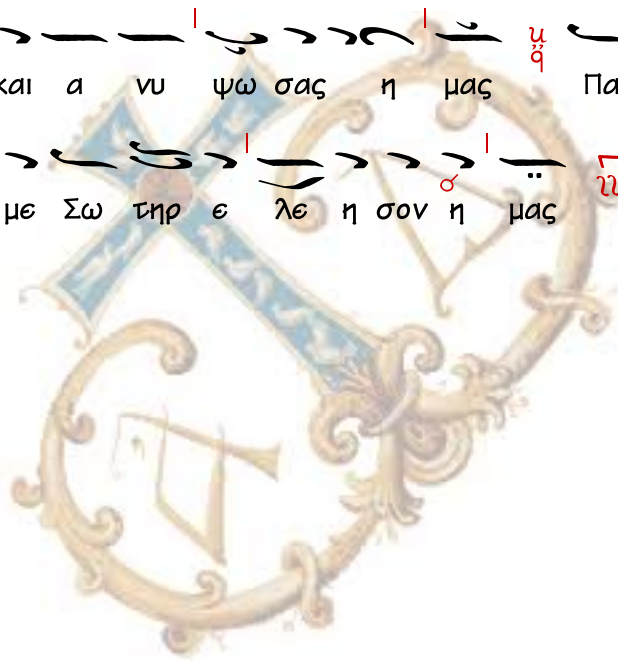 και α νυ ψω σας η μας Πα
με Σω τηρ ε λε η σον η μας